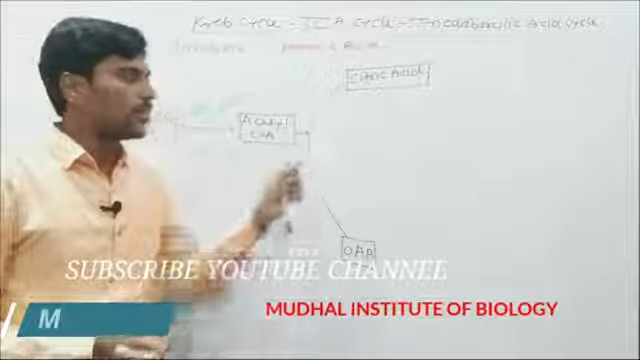 Kreb Cycle - TCA Cycle - Tricarboxylic Acid Cycle
Citric Acid
Acetyl
CoA
OAA
SUBSCRIBE YOUTUBE CHANNEL
MUDHAL INSTITUTE OF BIOLOGY
M